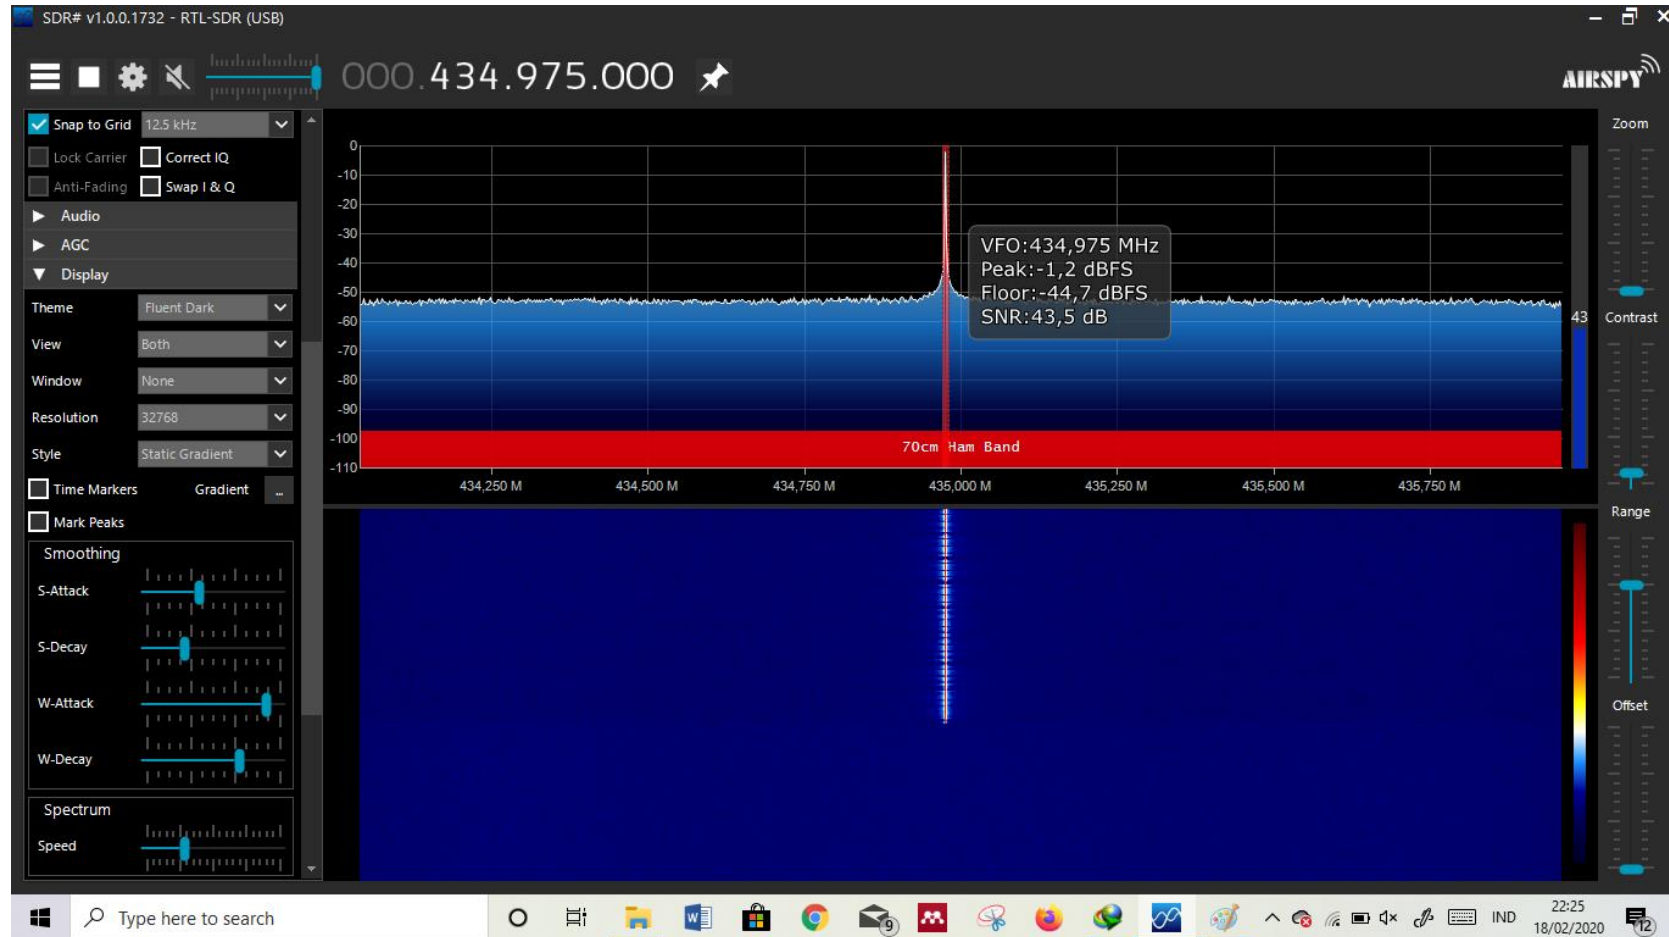 SDR# v1.0.0.1732 - RTL-SDR (USB)
000.434.975.000
AIRSPY
Snap to Grid 12.5 kHz
Lock Carrier Correct IQ
Anti-Fading Swap I & Q
Audio
AGC
Display
Theme Fluent Dark
View Both
Window None
Resolution 32768
Style Static Gradient
Time Markers Gradient ...
Mark Peaks
Smoothing
S-Attack
S-Decay
W-Attack
W-Decay
Spectrum
Speed
0
-10
-20
-30
-40
-50
-60
-70
-80
-90
-100
-110
VFO:434,975 MHz
Peak:-1,2 dBFS
Floor:-44,7 dBFS
SNR:43,5 dB
70cm Ham Band
434,250 M 434,500 M 434,750 M 435,000 M 435,250 M 435,500 M 435,750 M
43
Zoom
Contrast
Range
Offset
Type here to search
9
IND
22:25
18/02/2020
12